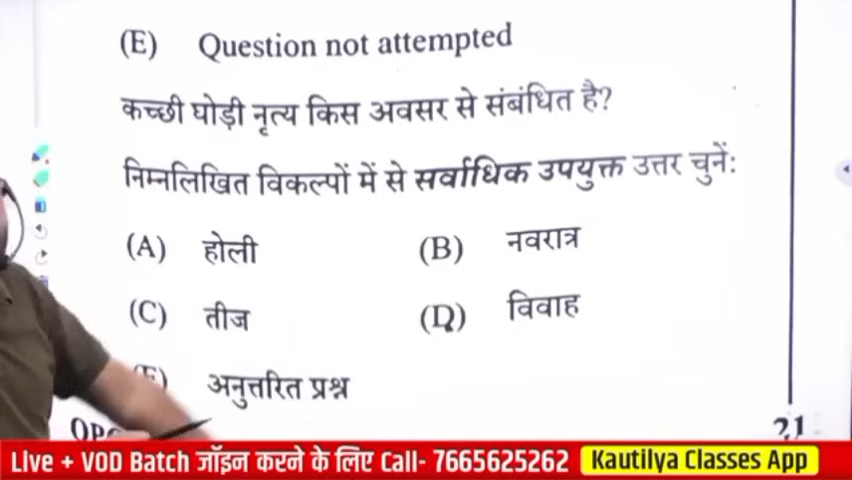 (E) Question not attempted
कच्छी घोड़ी नृत्य किस अवसर से संबंधित है?
निम्नलिखित विकल्पों में से सर्वाधिक उपयुक्त उत्तर चुनें:
(A) होली (B) नवरात्र
(C) तीज (D) विवाह
(E) अनुत्तरित प्रश्न
21
LIve + VOD Batch जॉइन करने के लिए Call- 7665625262 Kautilya Classes App